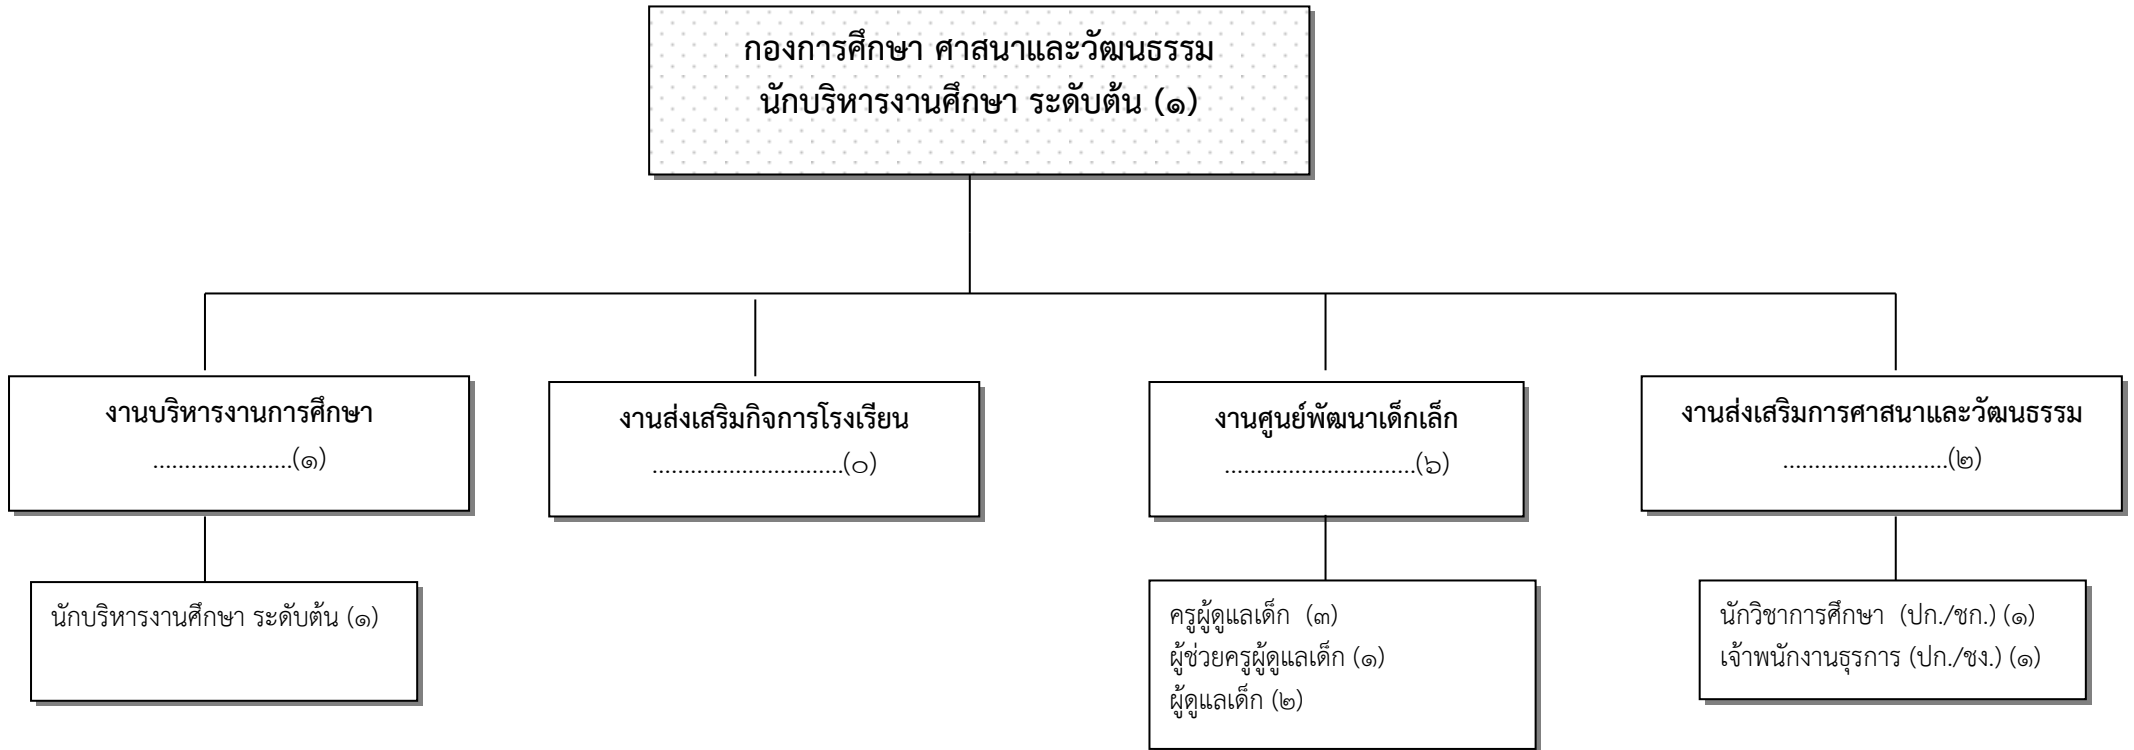 กองการศึกษา ศาสนาและวัฒนธรรม
นักบริหารงานศึกษา ระดับต้น (๑)
งานบริหารงานการศึกษา
......................(๑)
งานส่งเสริมกิจการโรงเรียน
..............................(๐)
งานศูนย์พัฒนาเด็กเล็ก
..............................(๖)
งานส่งเสริมการศาสนาและวัฒนธรรม
..........................(๒)
นักบริหารงานศึกษา ระดับต้น (๑)
ครูผู้ดูแลเด็ก (๓)
ผู้ช่วยครูผู้ดูแลเด็ก (๑)
ผู้ดูแลเด็ก (๒)
นักวิชาการศึกษา (ปก./ชก.) (๑)
เจ้าพนักงานธุรการ (ปก./ชง.) (๑)